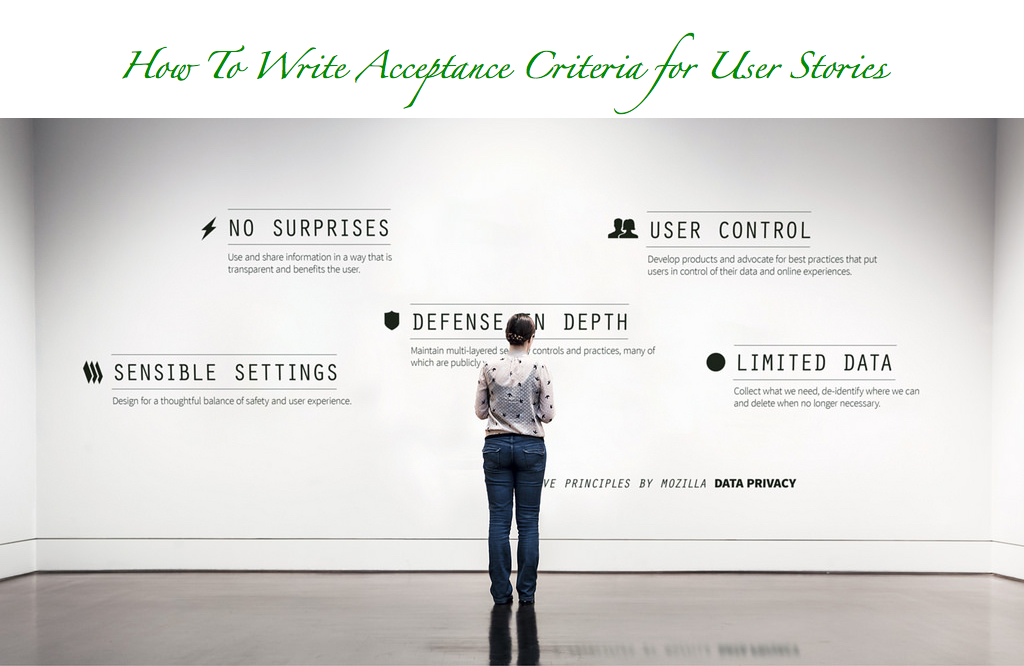 How To Write Acceptance Criteria for User Stories
NO SURPRISES
Use and share information in a way that is
transparent and benefits the user.
USER CONTROL
Develop products and advocate for best practices that put
users in control of their data and online experiences.
DEFENSE DEPTH
Maintain multi-layered controls and practices, many of
which are publicly
SENSIBLE SETTINGS
Design for a thoughtful balance of safety and user experience.
LIMITED DATA
Collect what we need, de-identify where we can
and delete when no longer necessary.
PRINCIPLES BY MOZILLA DATA PRIVACY